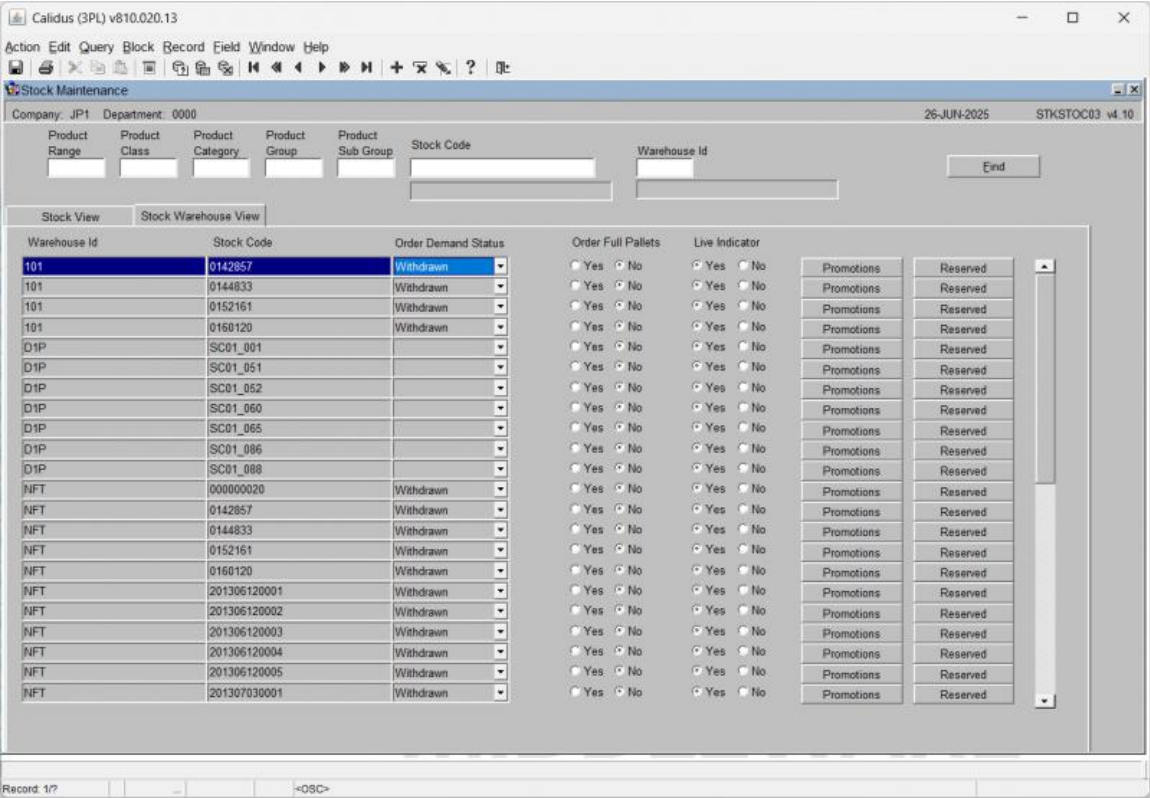 Calidus (3PL) v810.020.13
Action Edit Query Block Record Field Window Help
Stock Maintenance
Company: JP1 Department: 0000 26-JUN-2025 STKSTOC03 v4.10
Product Range Product Class Product Category Product Group Product Sub Group Stock Code Warehouse Id Find
Stock View Stock Warehouse View
Warehouse Id Stock Code Order Demand Status Order Full Pallets Live Indicator
101 0142857 Withdrawn Yes No Yes No Promotions Reserved
101 0144833 Withdrawn Yes No Yes No Promotions Reserved
101 0152161 Withdrawn Yes No Yes No Promotions Reserved
101 0160120 Withdrawn Yes No Yes No Promotions Reserved
D1P SC01_001 Yes No Yes No Promotions Reserved
D1P SC01_051 Yes No Yes No Promotions Reserved
D1P SC01_052 Yes No Yes No Promotions Reserved
D1P SC01_060 Yes No Yes No Promotions Reserved
D1P SC01_065 Yes No Yes No Promotions Reserved
D1P SC01_086 Yes No Yes No Promotions Reserved
D1P SC01_088 Yes No Yes No Promotions Reserved
NFT 000000020 Withdrawn Yes No Yes No Promotions Reserved
NFT 0142857 Withdrawn Yes No Yes No Promotions Reserved
NFT 0144833 Withdrawn Yes No Yes No Promotions Reserved
NFT 0152161 Withdrawn Yes No Yes No Promotions Reserved
NFT 0160120 Withdrawn Yes No Yes No Promotions Reserved
NFT 201306120001 Withdrawn Yes No Yes No Promotions Reserved
NFT 201306120002 Withdrawn Yes No Yes No Promotions Reserved
NFT 201306120003 Withdrawn Yes No Yes No Promotions Reserved
NFT 201306120004 Withdrawn Yes No Yes No Promotions Reserved
NFT 201306120005 Withdrawn Yes No Yes No Promotions Reserved
NFT 201307030001 Withdrawn Yes No Yes No Promotions Reserved
Record: 1/? ... <OSC>